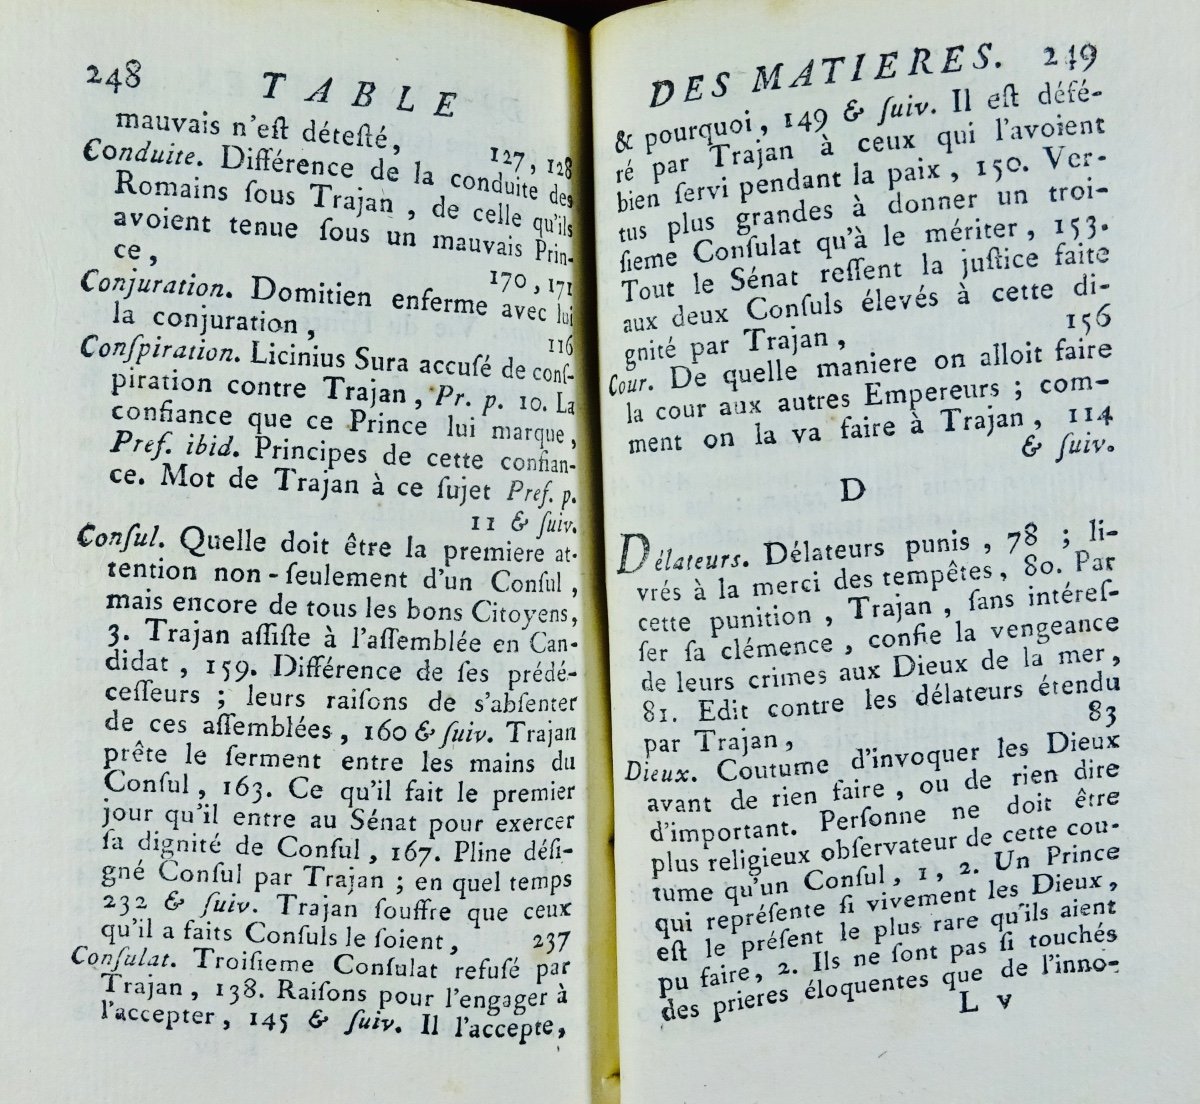 248 TABLE
mauvais n'eſt déteſté, 127, 128
Conduite. Différence de la conduite des
Romains ſous Trajan, de celle qu'ils
avoient tenue ſous un mauvais Prin-
ce, 170, 171
Conjuration. Domitien enferme avec lui
la conjuration, 116
Conſpiration. Licinius Sura accuſé de conſ-
piration contre Trajan, Pr. p. 10. La
confiance que ce Prince lui marque,
Pref. ibid. Principes de cette confian-
ce. Mot de Trajan à ce ſujet Pref. p.
11 & ſuiv.
Conſul. Quelle doit être la premiere at-
tention non-ſeulement d'un Conſul,
mais encore de tous les bons Citoyens,
3. Trajan aſſiſte à l'aſſemblée en Can-
didat, 159. Différence de ſes prédé-
ceſſeurs; leurs raiſons de s'abſenter
de ces aſſemblées, 160 & ſuiv. Trajan
prête le ſerment entre les mains du
Conſul, 163. Ce qu'il fait le premier
jour qu'il entre au Sénat pour exercer
ſa dignité de Conſul, 167. Pline déſi-
gné Conſul par Trajan; en quel temps
232 & ſuiv. Trajan ſouffre que ceux
qu'il a faits Conſuls le ſoient, 237
Conſulat. Troiſieme Conſulat refuſé par
Trajan, 138. Raiſons pour l'engager à
l'accepter, 145 & ſuiv. Il l'accepte,
DES MATIERES. 249
& pourquoi, 149 & ſuiv. Il eſt défé-
ré par Trajan à ceux qui l'avoient
bien ſervi pendant la paix, 150. Ver-
tus plus grandes à donner un troi-
ſieme Conſulat qu'à le mériter, 153.
Tout le Sénat reſſent la juſtice faite
aux deux Conſuls élevés à cette di-
gnité par Trajan, 156
Cour. De quelle maniere on alloit faire
la cour aux autres Empereurs; com-
ment on la va faire à Trajan, 114
& ſuiv.
D
Délateurs. Délateurs punis, 78; li-
vrés à la merci des tempêtes, 80. Par
cette punition, Trajan, ſans intéreſ-
ſer ſa clémence, confie la vengeance
de leurs crimes aux Dieux de la mer,
81. Edit contre les délateurs étendu
par Trajan, 83
Dieux. Coutume d'invoquer les Dieux
avant de rien faire, ou de rien dire
d'important. Perſonne ne doit être
plus religieux obſervateur de cette cou-
tume qu'un Conſul, 1, 2. Un Prince
qui repréſente ſi vivement les Dieux,
eſt le préſent le plus rare qu'ils aient
pu faire, 2. Ils ne ſont pas ſi touchés
des prieres éloquentes que de l'inno-
L v